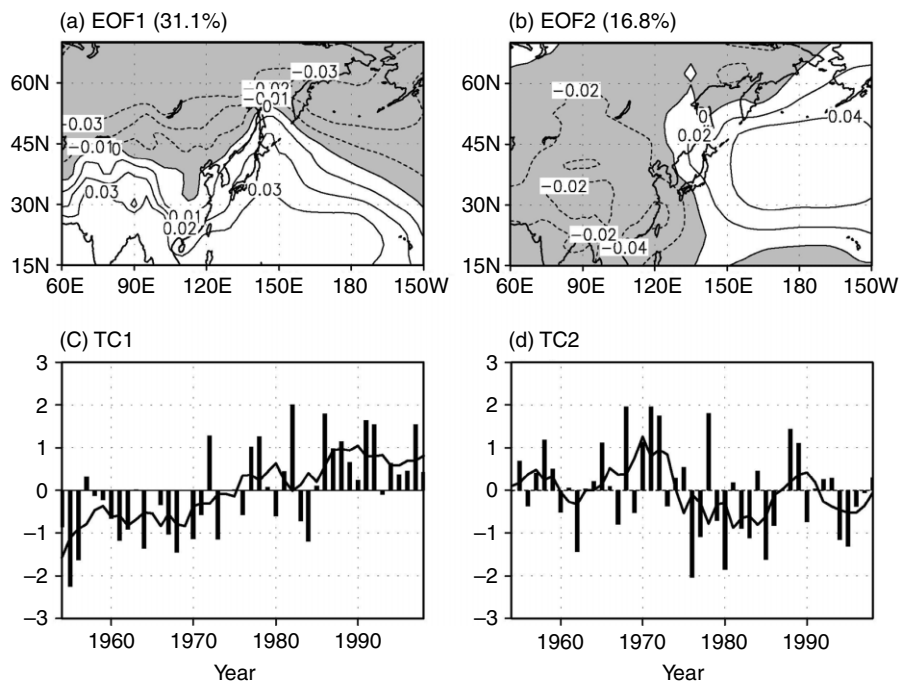 (a) EOF1 (31.1%)
(b) EOF2 (16.8%)
60N
45N
30N
15N
60E 90E 120E 150E 180 150W
−0.03
−0.02
−0.01
0
−0.03
−0.010
0.03
0.03
0.01
0.02
60N
45N
30N
15N
60E 90E 120E 150E 180 150W
−0.02
0
0.04
0.02
−0.02
−0.02
−0.04
(C) TC1
(d) TC2
3
2
1
0
−1
−2
−3
1960 1970 1980 1990
Year
3
2
1
0
−1
−2
−3
1960 1970 1980 1990
Year